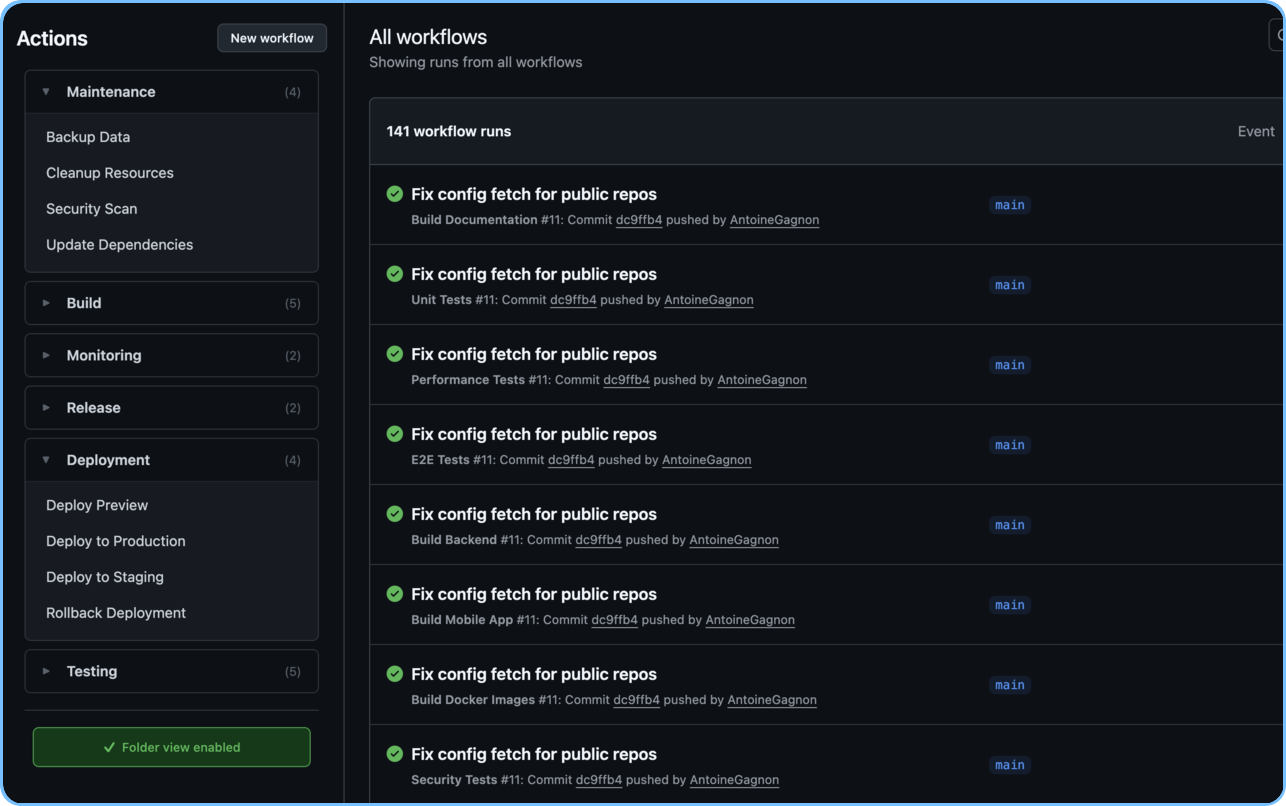 Actions
New workflow
Maintenance (4)
Backup Data
Cleanup Resources
Security Scan
Update Dependencies
Build (5)
Monitoring (2)
Release (2)
Deployment (4)
Deploy Preview
Deploy to Production
Deploy to Staging
Rollback Deployment
Testing (5)
Folder view enabled
All workflows
Showing runs from all workflows
141 workflow runs
Event
Fix config fetch for public repos
Build Documentation #11: Commit dc9ffb4 pushed by AntoineGagnon
main
Fix config fetch for public repos
Unit Tests #11: Commit dc9ffb4 pushed by AntoineGagnon
main
Fix config fetch for public repos
Performance Tests #11: Commit dc9ffb4 pushed by AntoineGagnon
main
Fix config fetch for public repos
E2E Tests #11: Commit dc9ffb4 pushed by AntoineGagnon
main
Fix config fetch for public repos
Build Backend #11: Commit dc9ffb4 pushed by AntoineGagnon
main
Fix config fetch for public repos
Build Mobile App #11: Commit dc9ffb4 pushed by AntoineGagnon
main
Fix config fetch for public repos
Build Docker Images #11: Commit dc9ffb4 pushed by AntoineGagnon
main
Fix config fetch for public repos
Security Tests #11: Commit dc9ffb4 pushed by AntoineGagnon
main